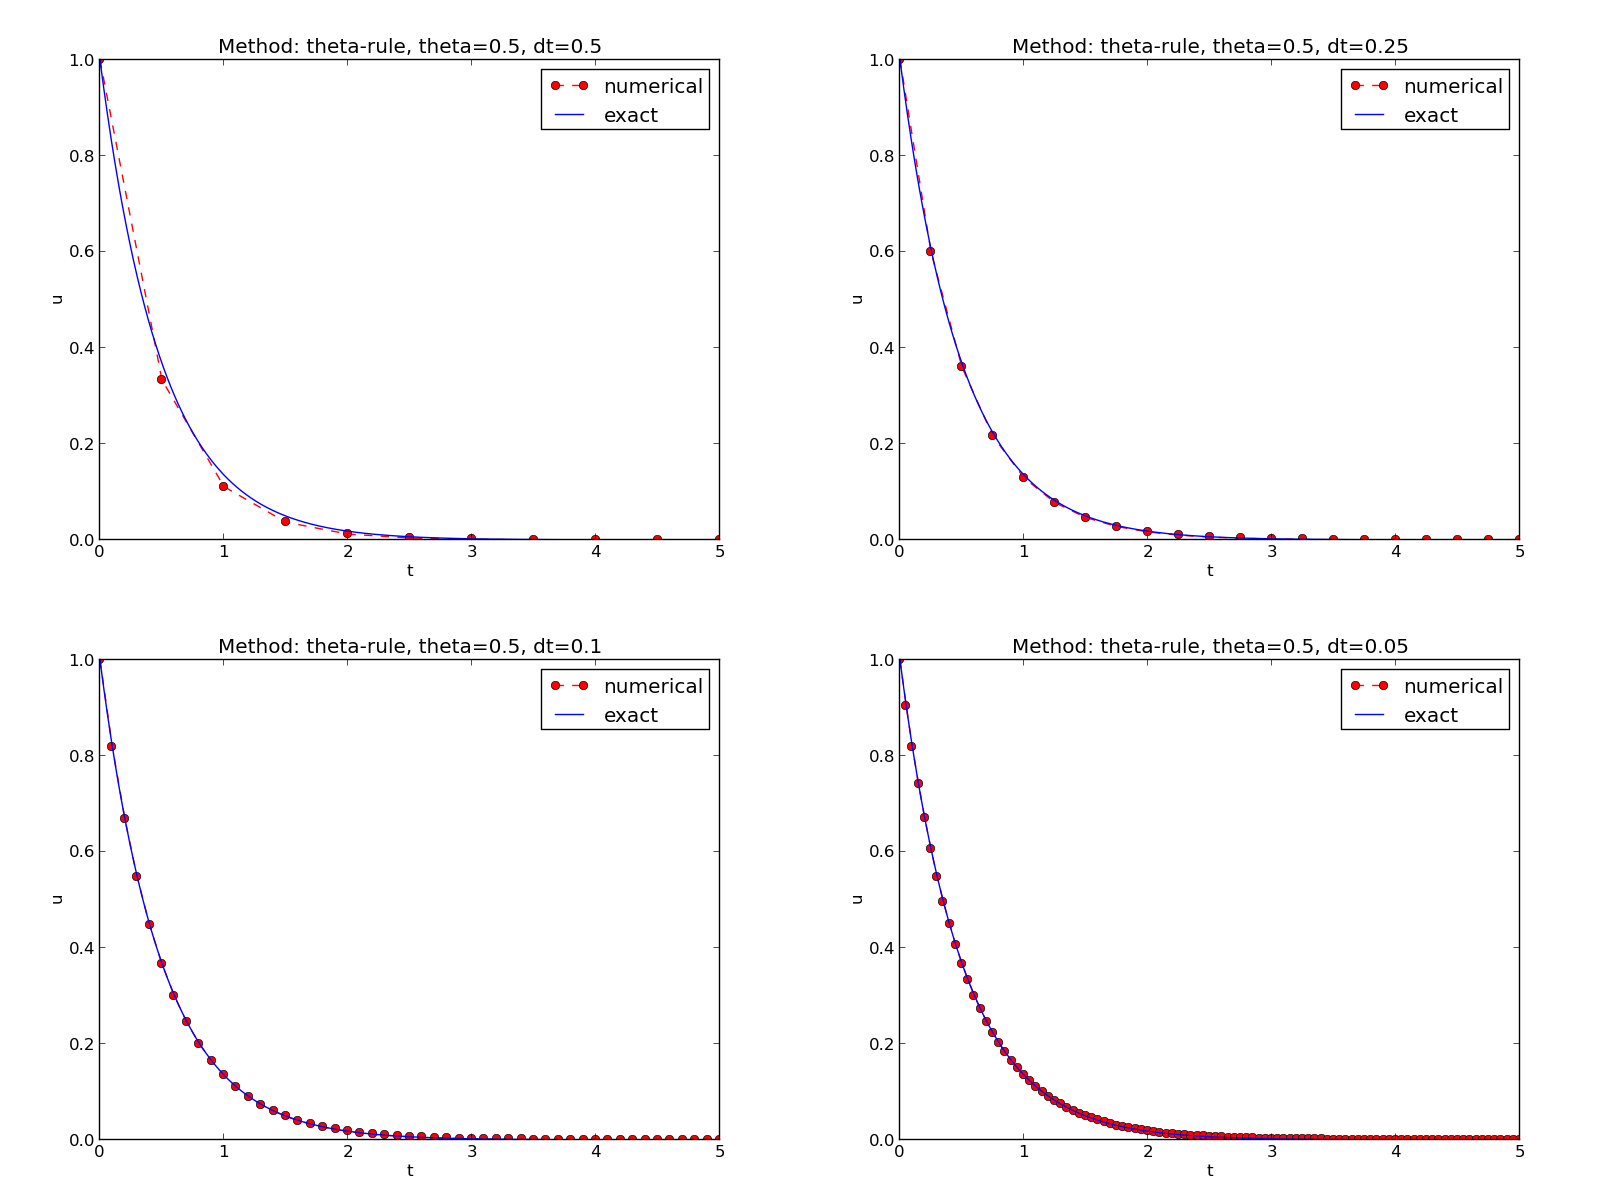 Method: theta-rule, theta=0.5, dt=0.5
1.0
0.8
0.6
0.4
0.2
0.0
u
numerical
exact
0 1 2 3 4 5
t
Method: theta-rule, theta=0.5, dt=0.25
1.0
0.8
0.6
0.4
0.2
0.0
u
numerical
exact
0 1 2 3 4 5
t
Method: theta-rule, theta=0.5, dt=0.1
1.0
0.8
0.6
0.4
0.2
0.0
u
numerical
exact
0 1 2 3 4 5
t
Method: theta-rule, theta=0.5, dt=0.05
1.0
0.8
0.6
0.4
0.2
0.0
u
numerical
exact
0 1 2 3 4 5
t